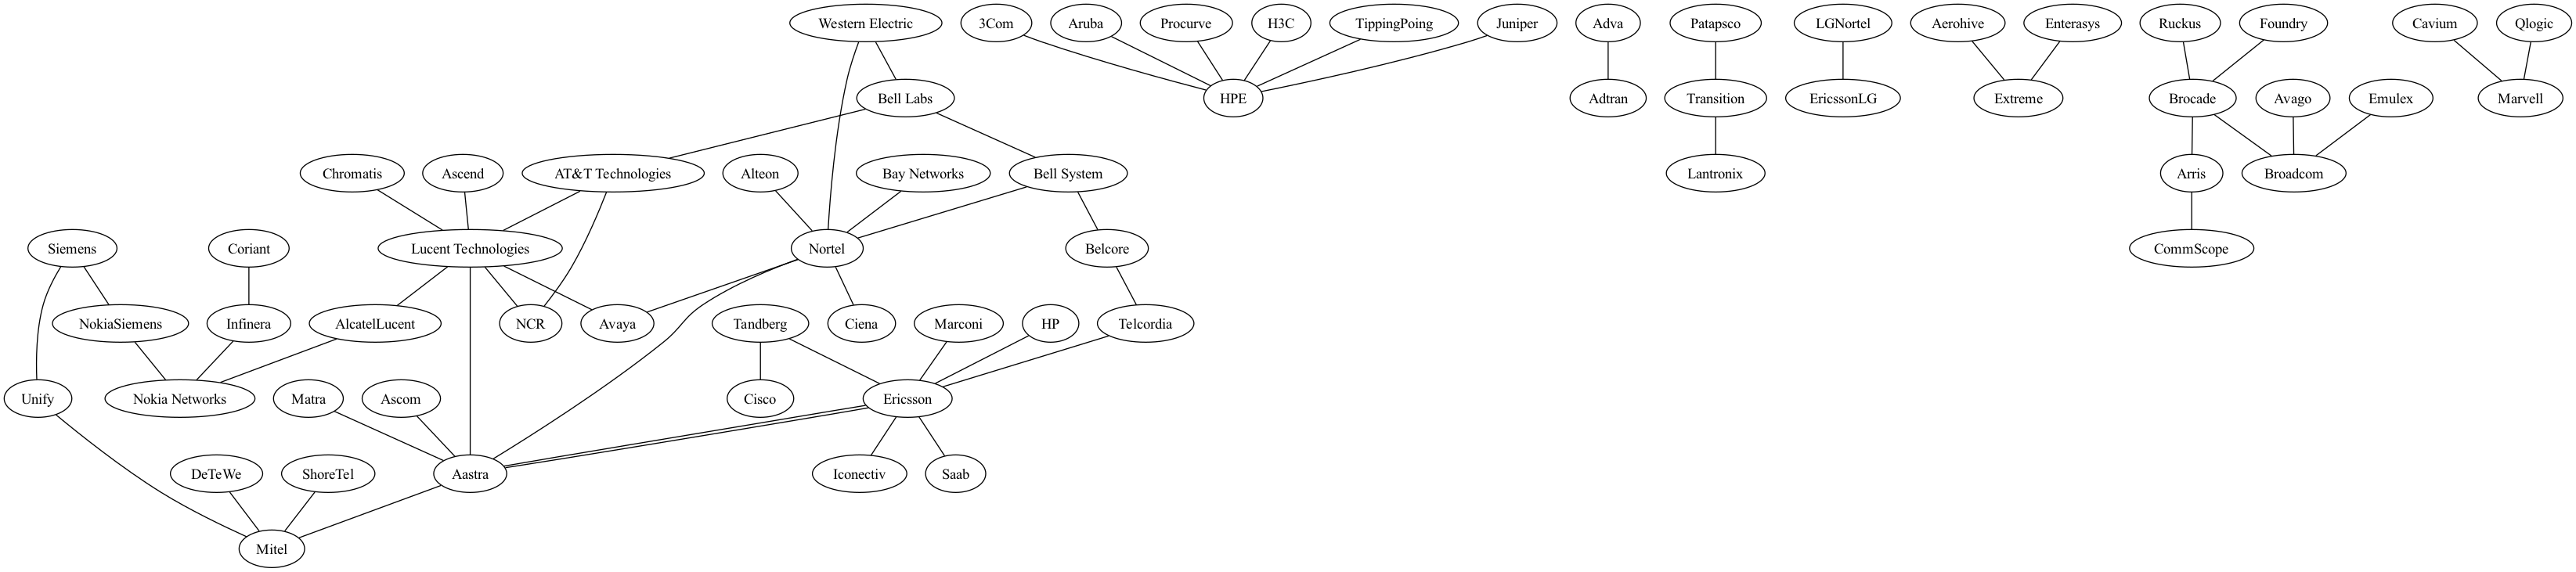 Western Electric
3Com
Aruba
Procurve
H3C
TippingPoing
Juniper
Adva
Patapsco
LGNortel
Aerohive
Enterasys
Ruckus
Foundry
Cavium
Qlogic
Bell Labs
HPE
Adtran
Transition
EricssonLG
Extreme
Brocade
Avago
Emulex
Marvell
Chromatis
Ascend
AT&T Technologies
Alteon
Bay Networks
Bell System
Lantronix
Arris
Broadcom
Siemens
Coriant
Lucent Technologies
Nortel
Belcore
CommScope
NokiaSiemens
Infinera
AlcatelLucent
NCR
Avaya
Tandberg
Ciena
Marconi
HP
Telcordia
Unify
Nokia Networks
Matra
Ascom
Cisco
Ericsson
DeTeWe
ShoreTel
Aastra
Iconectiv
Saab
Mitel